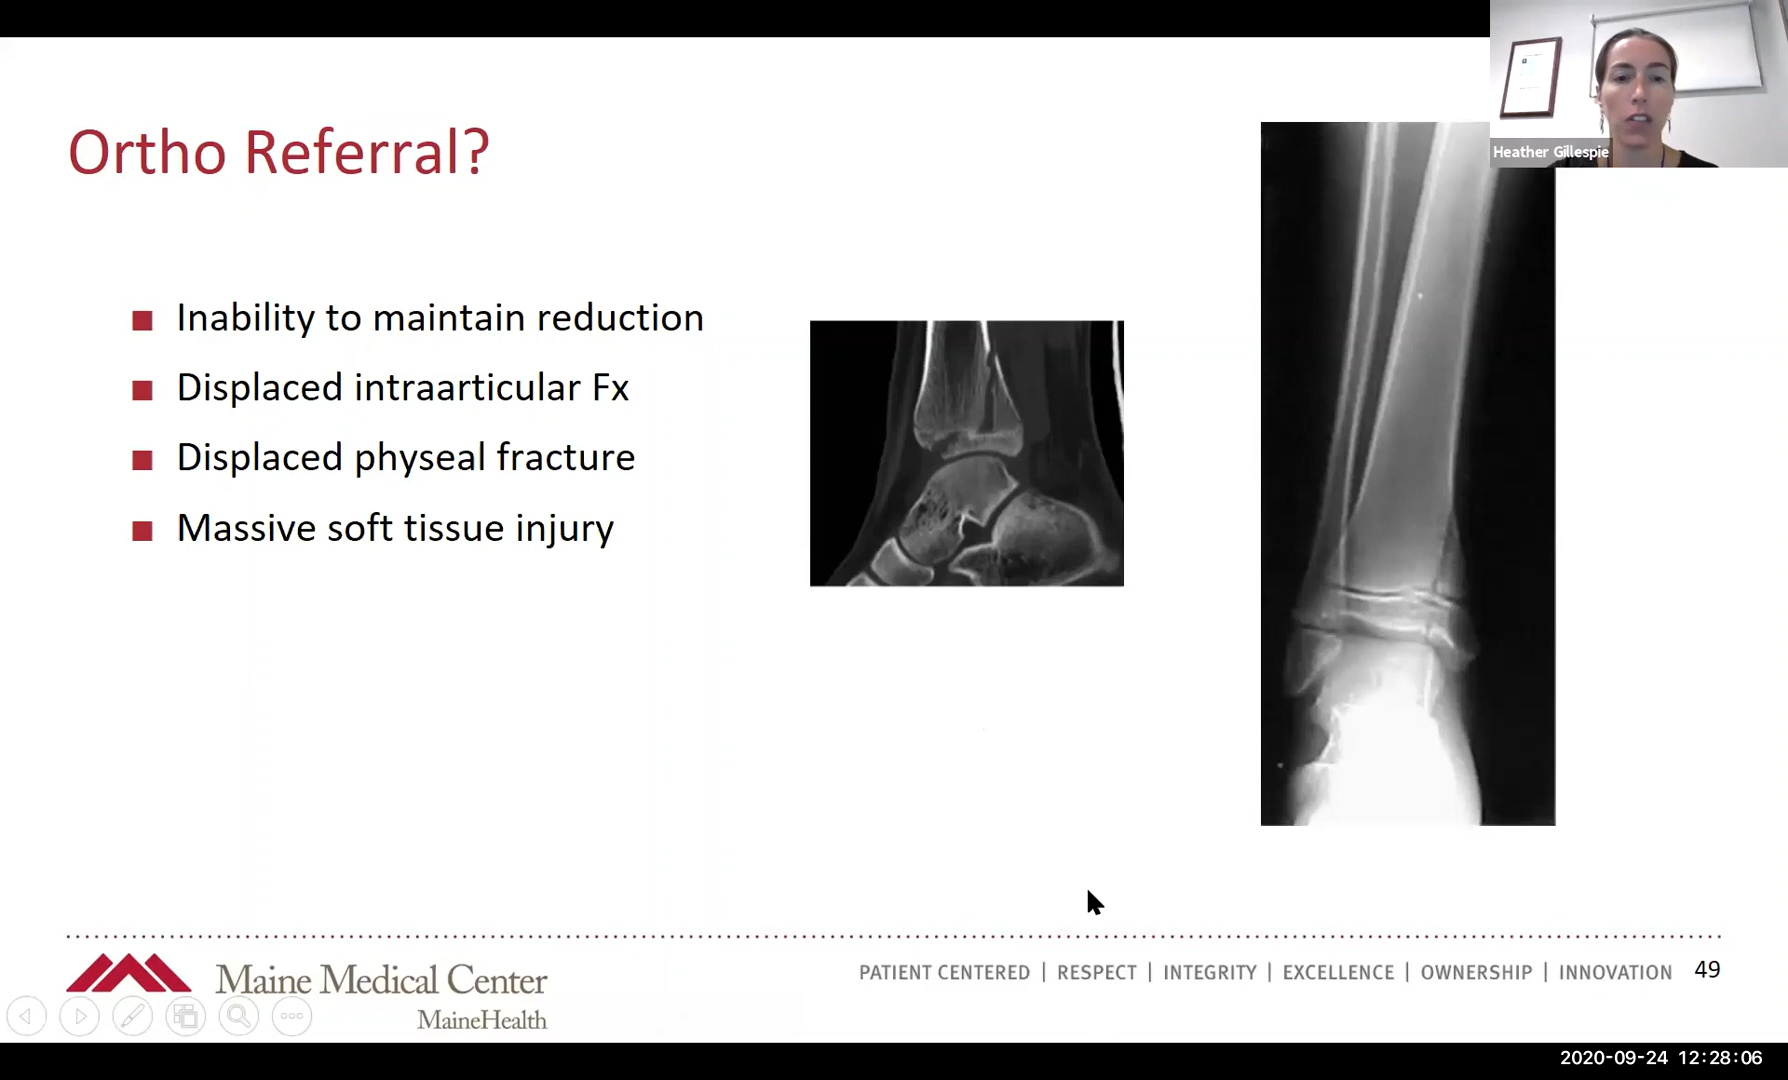 Heather Gillespie
Ortho Referral?
Inability to maintain reduction
Displaced intraarticular Fx
Displaced physeal fracture
Massive soft tissue injury
Maine Medical Center
MaineHealth
PATIENT CENTERED | RESPECT | INTEGRITY | EXCELLENCE | OWNERSHIP | INNOVATION 49
2020-09-24 12:28:06